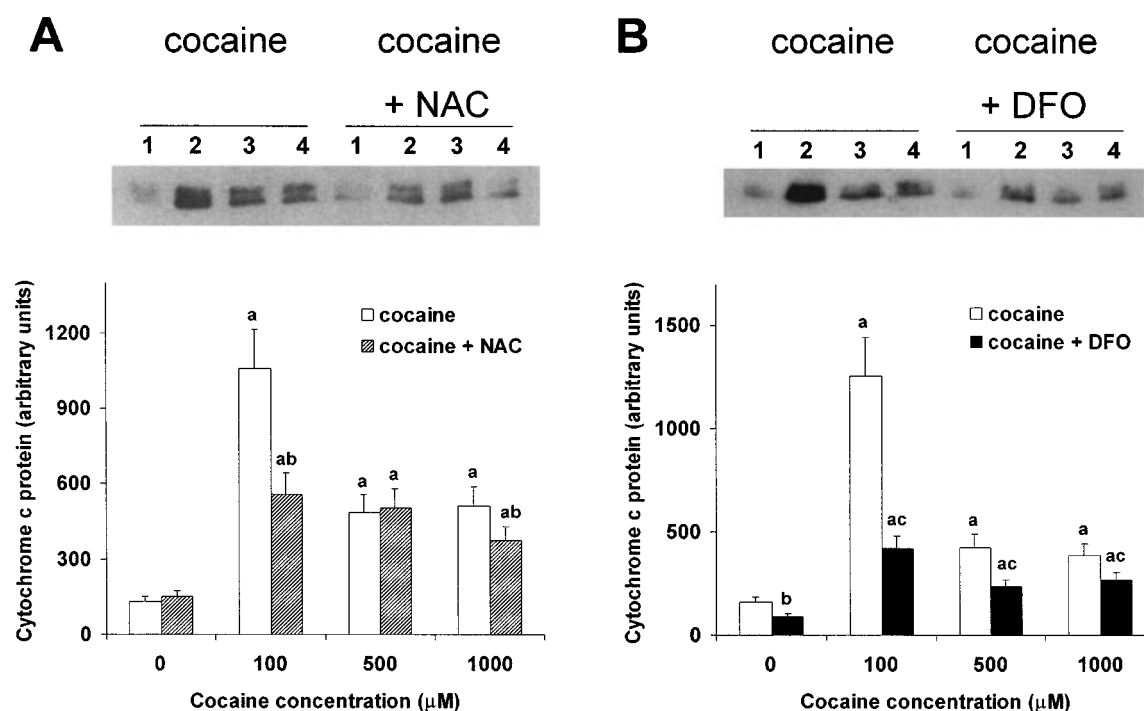 A
cocaine cocaine
+ NAC
1 2 3 4 1 2 3 4
Cytochrome c protein (arbitrary units)
1200
900
600
300
0
a
ab
a a
a
ab
cocaine
cocaine + NAC
0 100 500 1000
Cocaine concentration (µM)
B
cocaine cocaine
+ DFO
1 2 3 4 1 2 3 4
Cytochrome c protein (arbitrary units)
1500
1000
500
0
b
a
ac
a
ac
a
ac
cocaine
cocaine + DFO
0 100 500 1000
Cocaine concentration (µM)